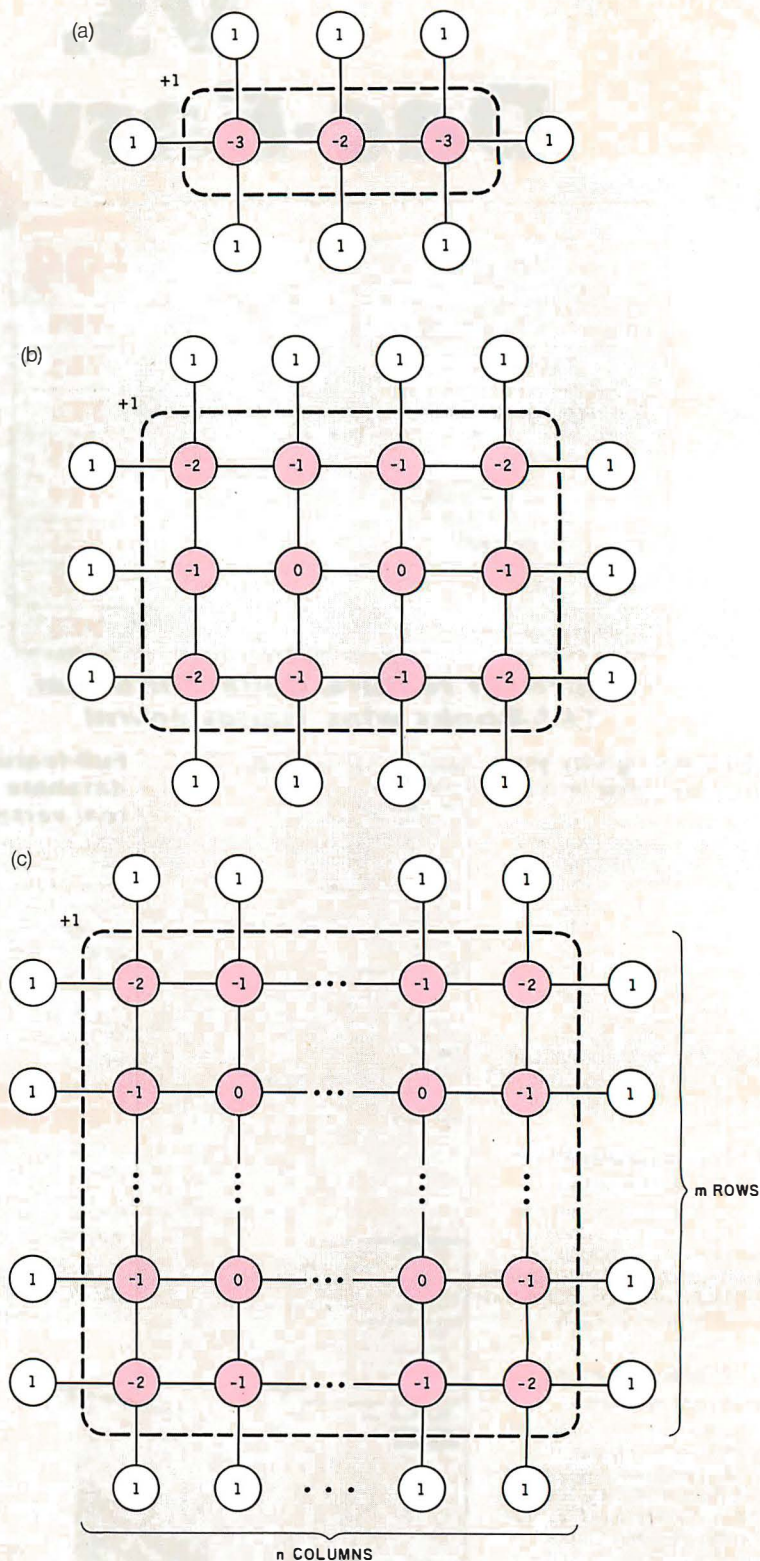 (a)
1 1 1
+1
1 -3 -2 -3 1
1 1 1
(b)
1 1 1 1
+1
1 -2 -1 -1 -2 1
1 -1 0 0 -1 1
1 -2 -1 -1 -2 1
1 1 1 1
(c)
1 1 1 1
+1
1 -2 -1 ... -1 -2 1
1 -1 0 ... 0 -1 1
m ROWS
1 -1 0 ... 0 -1 1
1 -2 -1 ... -1 -2 1
1 1 ... 1 1
n COLUMNS